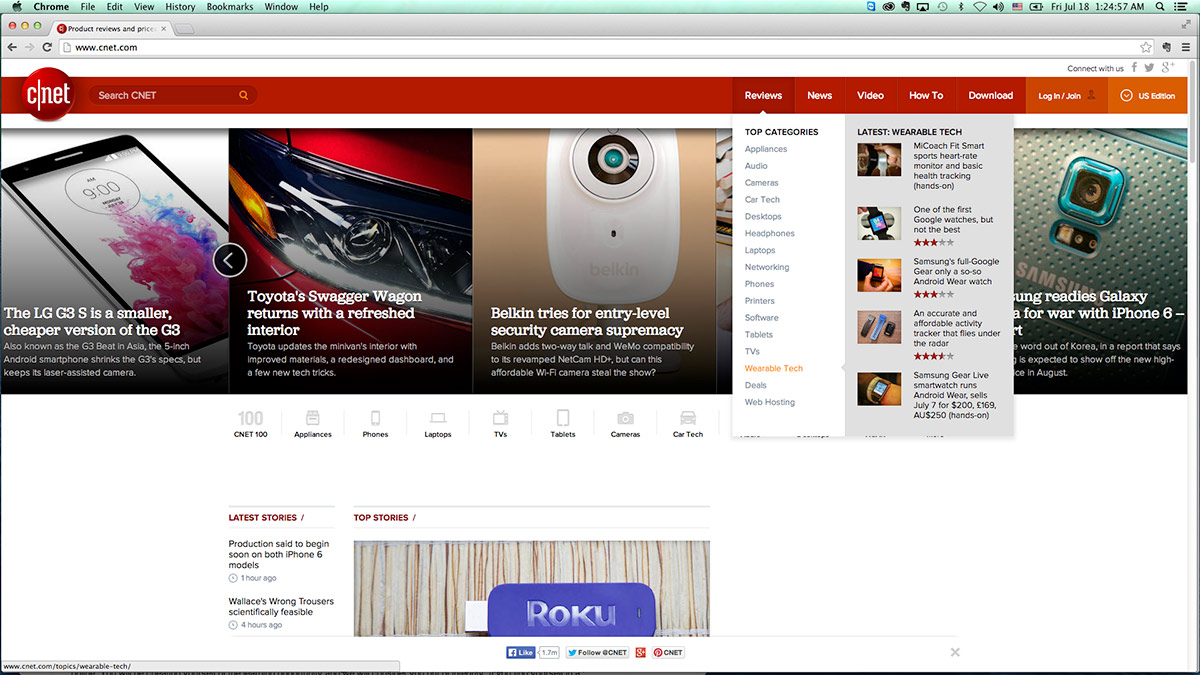 Chrome File Edit View History Bookmarks Window Help
Fri Jul 18 1:24:57 AM
Product reviews and price
www.cnet.com
Connect with us
c|net
Search CNET
Reviews News Video How To Download Log In / Join US Edition
AM
9:00
The LG G3 S is a smaller,
cheaper version of the G3
Also known as the G3 Beat in Asia, the 5-inch
Android smartphone shrinks the G3's specs, but
keeps its laser-assisted camera.
Toyota's Swagger Wagon
returns with a refreshed
interior
Toyota updates the minivan's interior with
improved materials, a redesigned dashboard, and
a few new tech tricks.
belkin
Belkin tries for entry-level
security camera supremacy
Belkin adds two-way talk and WeMo compatibility
to its revamped NetCam HD+, but can this
affordable Wi-Fi camera steal the show?
TOP CATEGORIES
Appliances
Audio
Cameras
Car Tech
Desktops
Headphones
Laptops
Networking
Phones
Printers
Software
Tablets
TVs
Wearable Tech
Deals
Web Hosting
LATEST: WEARABLE TECH
MiCoach Fit Smart
sports heart-rate
monitor and basic
health tracking
(hands-on)
One of the first
Google watches, but
not the best
Samsung's full-Google
Gear only a so-so
Android Wear watch
An accurate and
affordable activity
tracker that flies under
the radar
Samsung Gear Live
smartwatch runs
Android Wear, sells
July 7 for $200, £169,
AU$250 (hands-on)
SAMSUNG
ung readies Galaxy
a for war with iPhone 6 –
rt
word out of Korea, in a report that says
g is expected to show off the new high-
ice in August.
100
CNET 100 Appliances Phones Laptops TVs Tablets Cameras Car Tech
LATEST STORIES /
Production said to begin
soon on both iPhone 6
models
1 hour ago
Wallace's Wrong Trousers
scientifically feasible
4 hours ago
TOP STORIES /
ROKU
Like 1.7m Follow @CNET CNET
www.cnet.com/topics/wearable-tech/